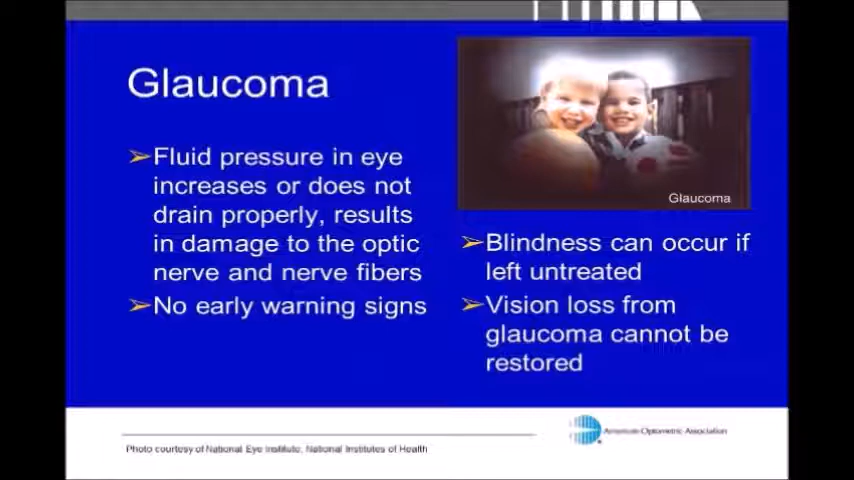 Glaucoma
➢Fluid pressure in eye
increases or does not
drain properly, results
in damage to the optic
nerve and nerve fibers
➢No early warning signs
Glaucoma
➢Blindness can occur if
left untreated
➢Vision loss from
glaucoma cannot be
restored
Photo courtesy of National Eye Institute, National Institutes of Health
American Optometric Association